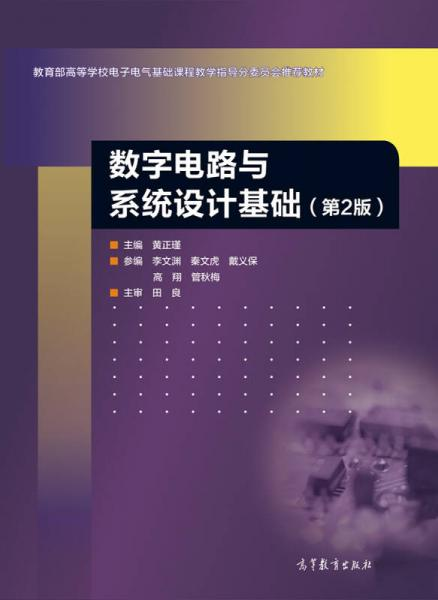 教育部高等学校电子电气基础课程教学指导分委员会推荐教材
数字电路与
系统设计基础（第2版）
主编 黄正瑾
参编 李文渊 秦文虎 戴义保
高翔 管秋梅
主审 田良
高等教育出版社